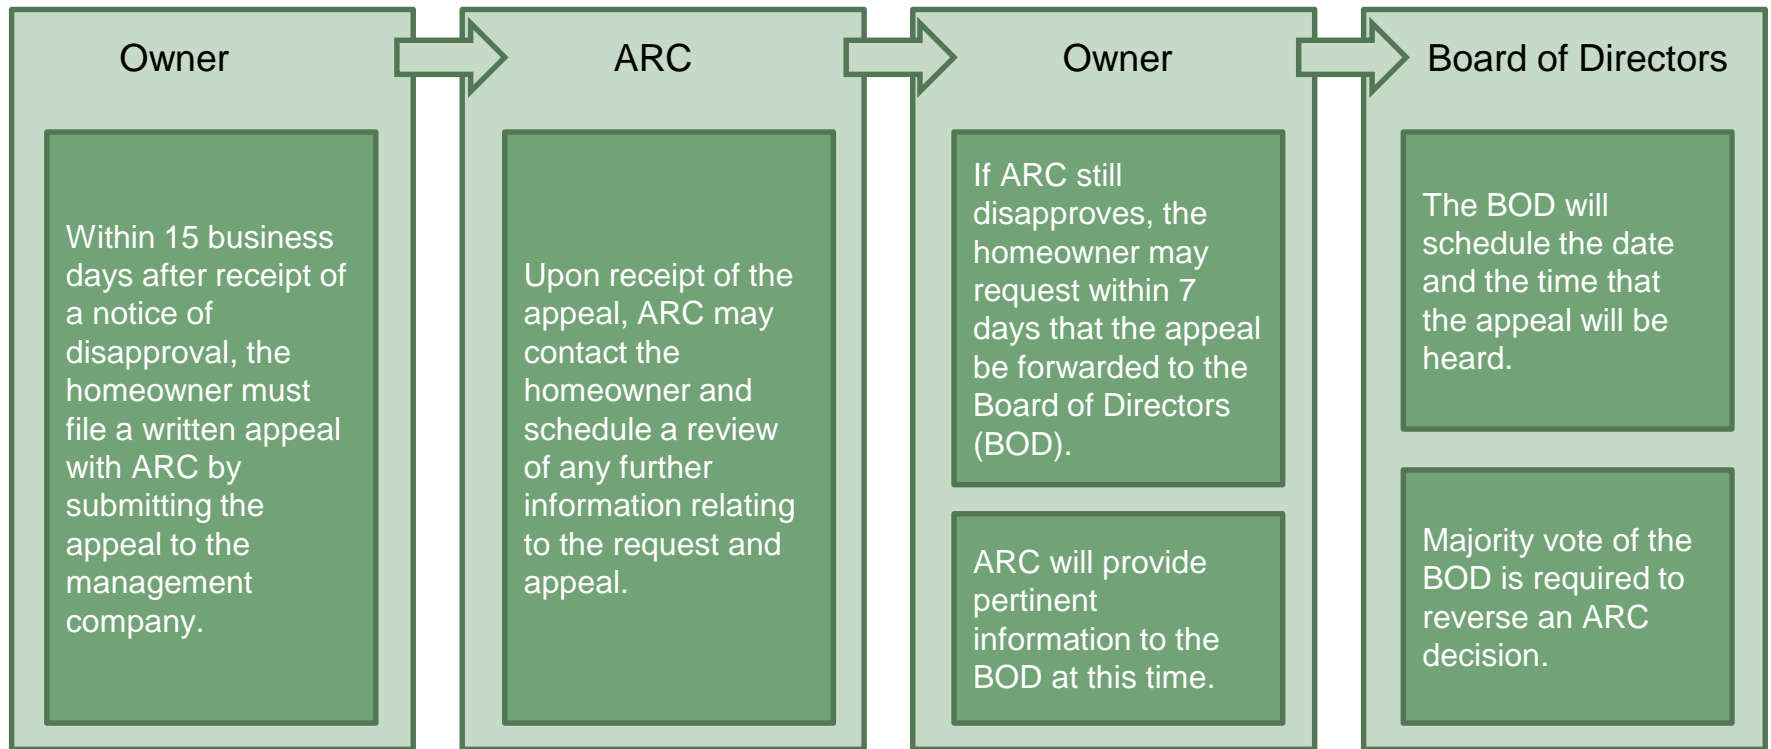 Owner
Within 15 business
days after receipt of
a notice of
disapproval, the
homeowner must
file a written appeal
with ARC by
submitting the
appeal to the
management
company.
ARC
Upon receipt of the
appeal, ARC may
contact the
homeowner and
schedule a review
of any further
information relating
to the request and
appeal.
Owner
If ARC still
disapproves, the
homeowner may
request within 7
days that the appeal
be forwarded to the
Board of Directors
(BOD).
ARC will provide
pertinent
information to the
BOD at this time.
Board of Directors
The BOD will
schedule the date
and the time that
the appeal will be
heard.
Majority vote of the
BOD is required to
reverse an ARC
decision.